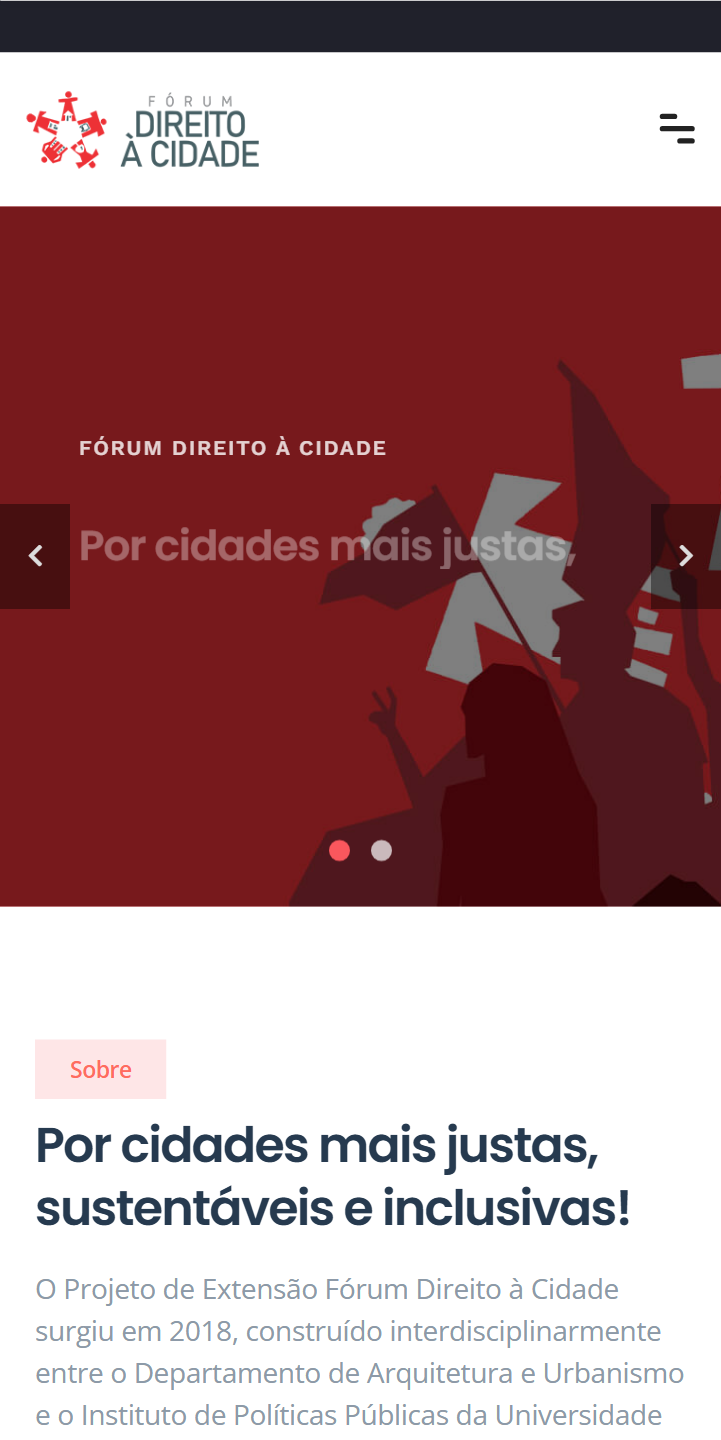 FÓRUM
DIREITO
À CIDADE
FÓRUM DIREITO À CIDADE
Por cidades mais justas,
Sobre
Por cidades mais justas,
sustentáveis e inclusivas!
O Projeto de Extensão Fórum Direito à Cidade
surgiu em 2018, construído interdisciplinarmente
entre o Departamento de Arquitetura e Urbanismo
e o Instituto de Políticas Públicas da Universidade